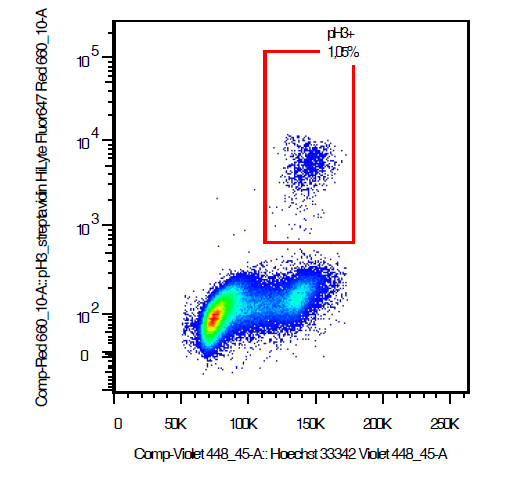 pH3+
1,05%
10 5
10 4
10 3
10 2
0
Comp-Red 660_10-A:: pH3_streptavidin HiLyte Fluor647 Red 660_10-A
0 50K 100K 150K 200K 250K
Comp-Violet 448_45-A:: Hoechst 33342 Violet 448_45-A